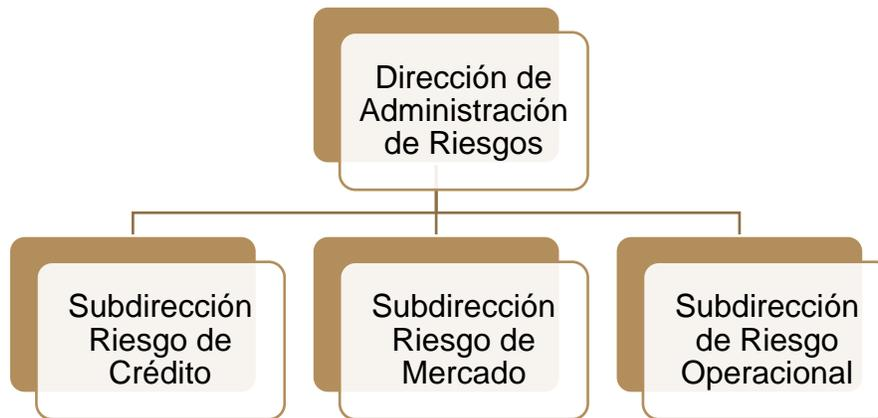 Dirección de
Administración
de Riesgos
Subdirección
Riesgo de
Crédito
Subdirección
Riesgo de
Mercado
Subdirección
de Riesgo
Operacional